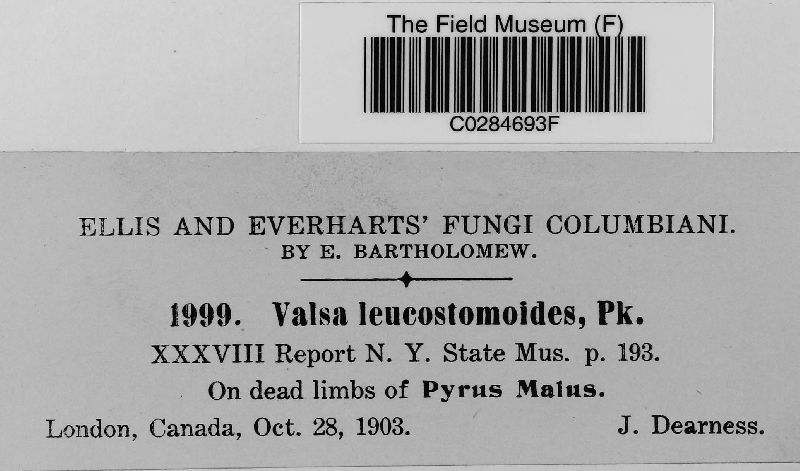 The Field Museum (F)
C0284693F
ELLIS AND EVERHARTS' FUNGI COLUMBIANI.
BY E. BARTHOLOMEW.
1999. Valsa leucostomoides, Pk.
XXXVIII Report N. Y. State Mus. p. 193.
On dead limbs of Pyrus Malus.
London, Canada, Oct. 28, 1903. J. Dearness.